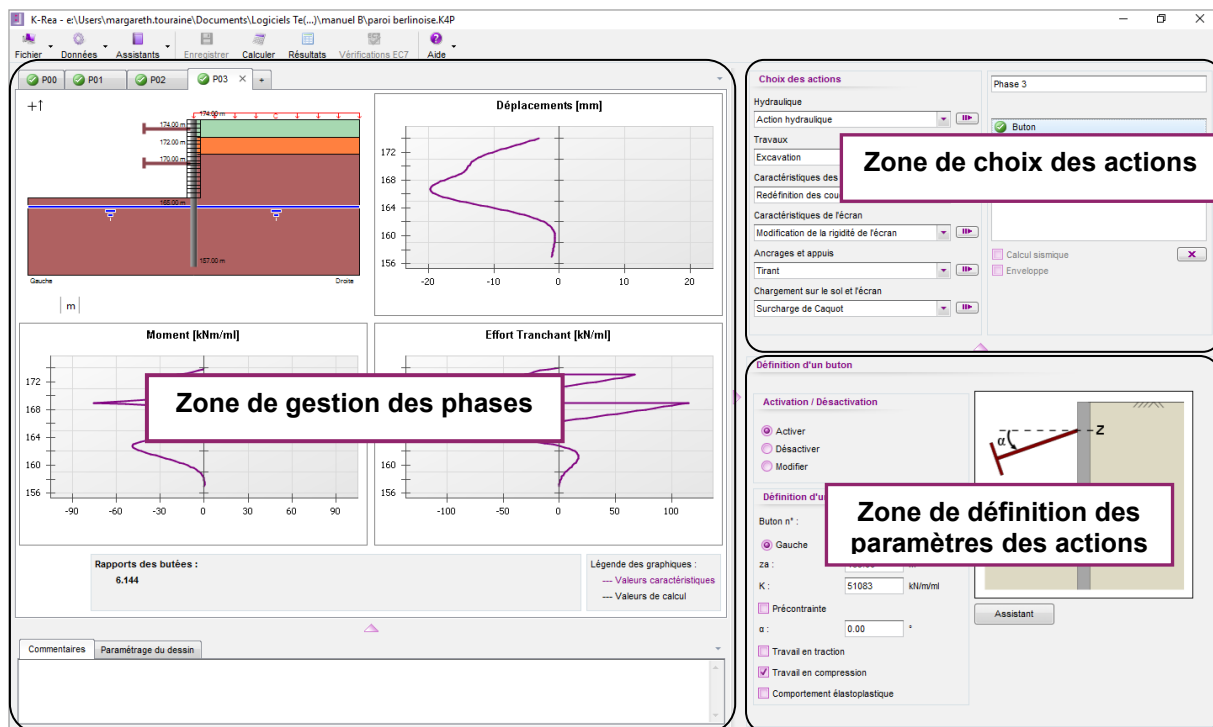 K-Rea - e:\Users\margareth.touraine\Documents\Logiciels Te(...)\manuel B\paroi berlinoise.K4P
Fichier Données Assistants Enregistrer Calculer Résultats Vérifications EC7 Aide
P00 P01 P02 P03 × +
+↑
174.00 m
C
174.00 m
172.00 m
170.00 m
165.00 m
157.00 m
Gauche Droite
m
Déplacements [mm]
172
168
164
160
156
-20 -10 0 10 20
Moment [kNm/ml]
172
168
164
160
156
-90 -60 -30 0 30 60 90
Effort Tranchant [kN/ml]
-100 -50 0 50 100
Zone de gestion des phases
Rapports des butées :
6.144
Légende des graphiques :
--- Valeurs caractéristiques
--- Valeurs de calcul
Commentaires Paramétrage du dessin
Choix des actions
Hydraulique
Action hydraulique
Travaux
Excavation
Caractéristiques des
Redéfinition des cou
Caractéristiques de l'écran
Modification de la rigidité de l'écran
Ancrages et appuis
Tirant
Chargement sur le sol et l'écran
Surcharge de Caquot
Phase 3
Buton
Calcul sismique
Enveloppe
Zone de choix des actions
Définition d'un buton
Activation / Désactivation
Activer
Désactiver
Modifier
Définition d'u
Buton n° :
Gauche
za :
K : 51083 kN/m/ml
Précontrainte
α : 0.00 °
Travail en traction
Travail en compression
Comportement élastoplastique
α
Z
Assistant
Zone de définition des
paramètres des actions